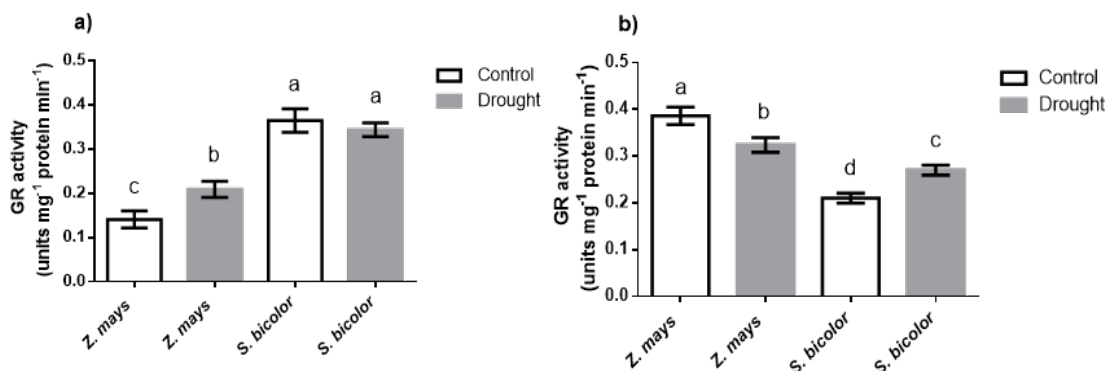 a)
GR activity
(units mg⁻¹ protein min⁻¹)
0.5
0.4
0.3
0.2
0.1
0.0
c
b
a
a
Z. mays
Z. mays
S. bicolor
S. bicolor
Control
Drought
b)
GR activity
(units mg⁻¹ protein min⁻¹)
0.5
0.4
0.3
0.2
0.1
0.0
a
b
d
c
Z. mays
Z. mays
S. bicolor
S. bicolor
Control
Drought